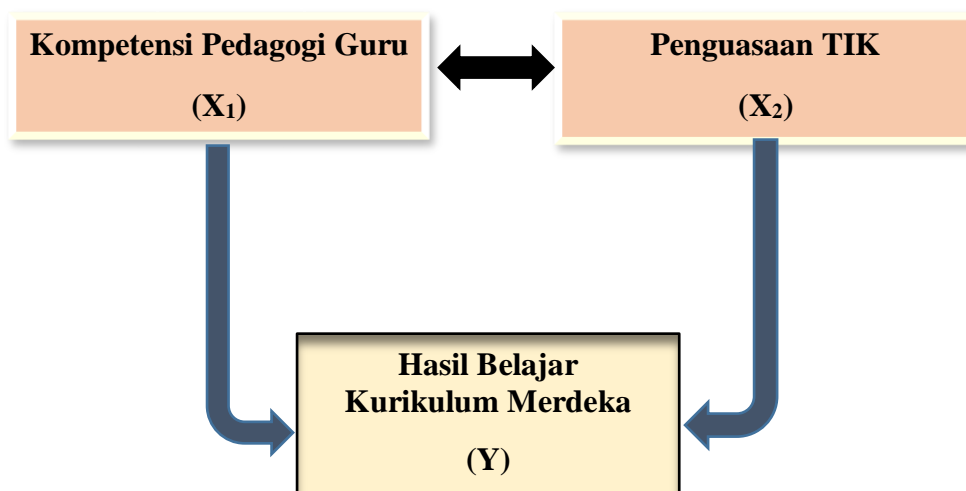 Kompetensi Pedagogi Guru
(X₁)
Penguasaan TIK
(X₂)
Hasil Belajar
Kurikulum Merdeka
(Y)